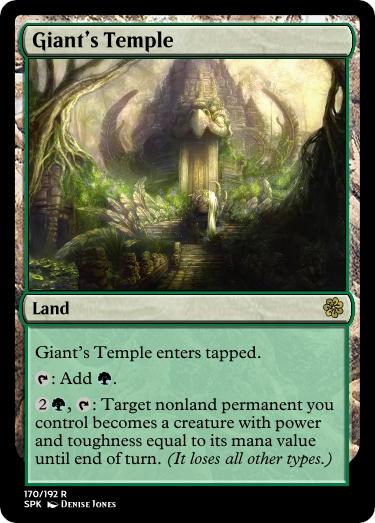 Giant's Temple
Land
Giant's Temple enters tapped.
: Add .
2 , : Target nonland permanent you
control becomes a creature with power
and toughness equal to its mana value
until end of turn. (It loses all other types.)
170/192 R
SPK Denise Jones